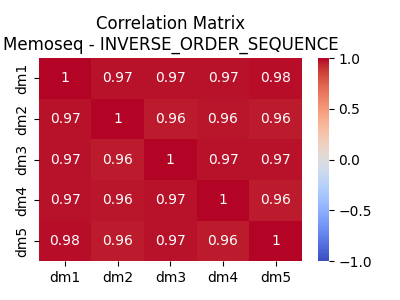 Correlation Matrix
Memoseq - INVERSE_ORDER_SEQUENCE
dm1 1 0.97 0.97 0.97 0.98
dm2 0.97 1 0.96 0.96 0.96
dm3 0.97 0.96 1 0.97 0.97
dm4 0.97 0.96 0.97 1 0.96
dm5 0.98 0.96 0.97 0.96 1
dm1 dm2 dm3 dm4 dm5
1.0
0.5
0.0
−0.5
−1.0